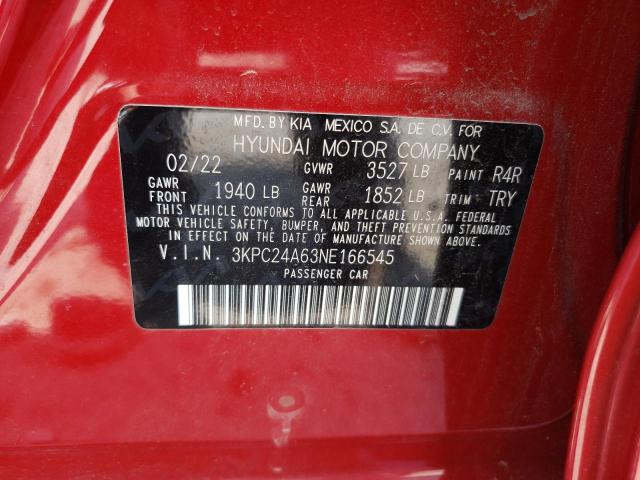 MFD. BY KIA MEXICO S.A. DE C.V. FOR
HYUNDAI MOTOR COMPANY
02/22 GVWR 3527 LB PAINT R4R
GAWR FRONT 1940 LB GAWR REAR 1852 LB TRIM TRY
THIS VEHICLE CONFORMS TO ALL APPLICABLE U.S.A. FEDERAL
MOTOR VEHICLE SAFETY, BUMPER, AND THEFT PREVENTION
STANDARDS IN EFFECT ON THE DATE OF MANUFACTURE SHOWN ABOVE.
V.I.N. 3KPC24A63NE166545
PASSENGER CAR